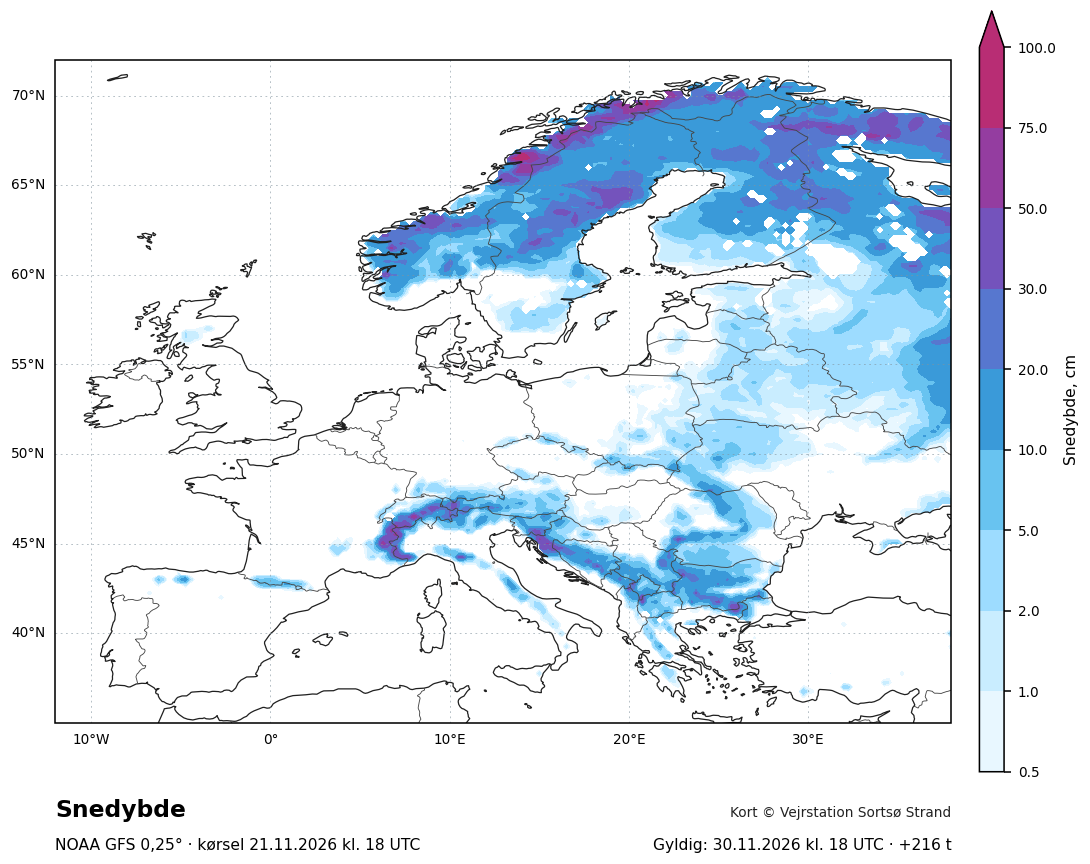 70°N
65°N
60°N
55°N
50°N
45°N
40°N
10°W
0°
10°E
20°E
30°E
100.0
75.0
50.0
30.0
20.0
10.0
5.0
2.0
1.0
0.5
Snedybde, cm
Snedybde
Kort © Vejrstation Sortsø Strand
NOAA GFS 0,25° · kørsel 21.11.2026 kl. 18 UTC
Gyldig: 30.11.2026 kl. 18 UTC · +216 t